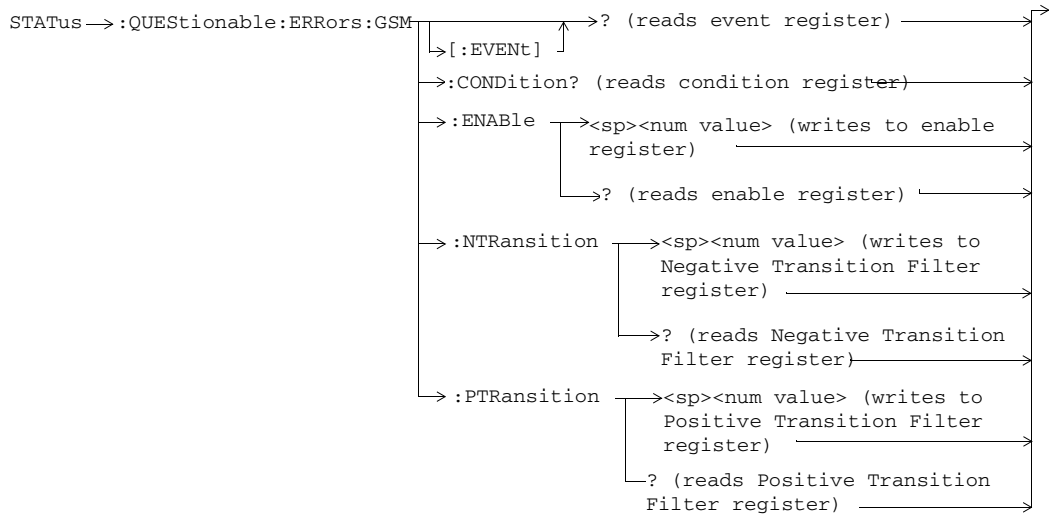 STATus :QUEStionable:ERRors:GSM ? (reads event register)
[:EVENt]
:CONDition? (reads condition register)
:ENABle <sp><num value> (writes to enable
register)
? (reads enable register)
:NTRansition <sp><num value> (writes to
Negative Transition Filter
register)
? (reads Negative Transition
Filter register)
:PTRansition <sp><num value> (writes to
Positive Transition Filter
register)
? (reads Positive Transition
Filter register)